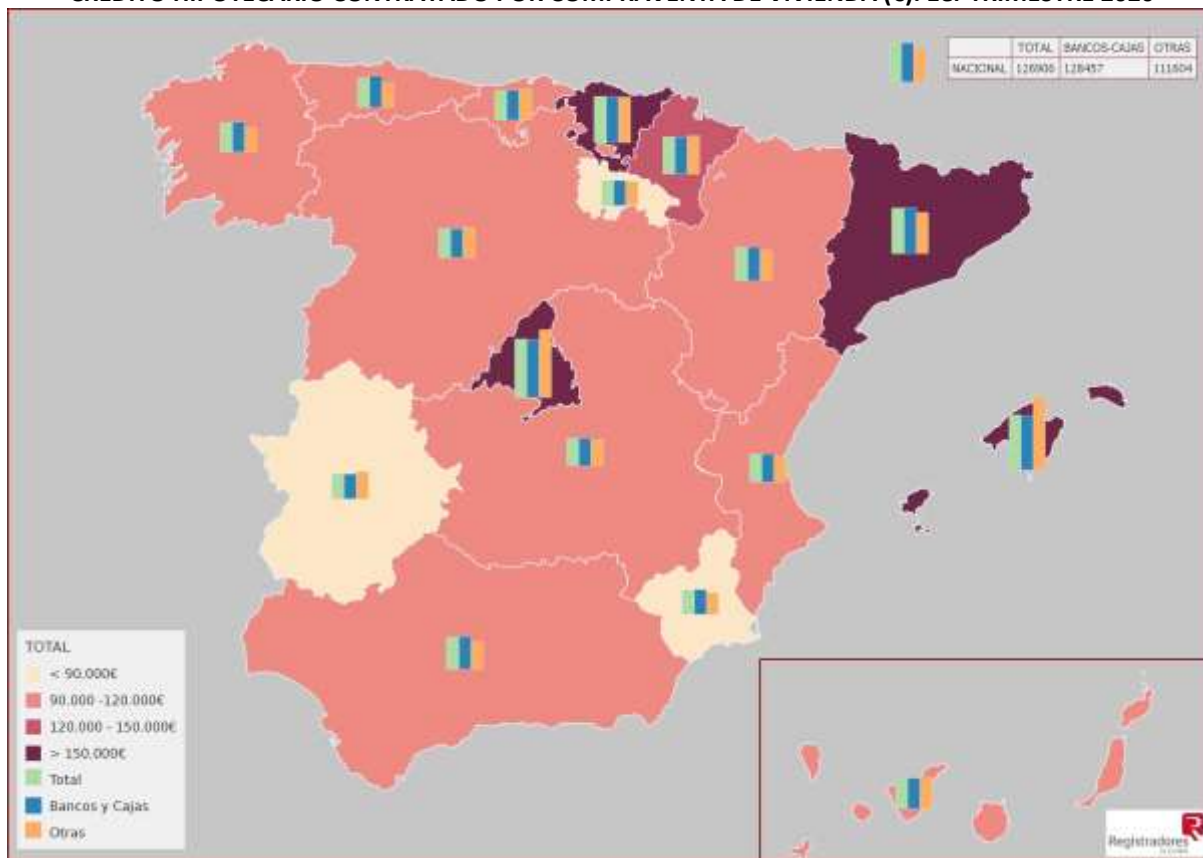 TOTAL BANCOS-CAJAS OTRAS
NACIONAL 126906 128457 111604
TOTAL
< 90.000€
90.000 -120.000€
120.000 - 150.000€
> 150.000€
Total
Bancos y Cajas
Otras
Registradores